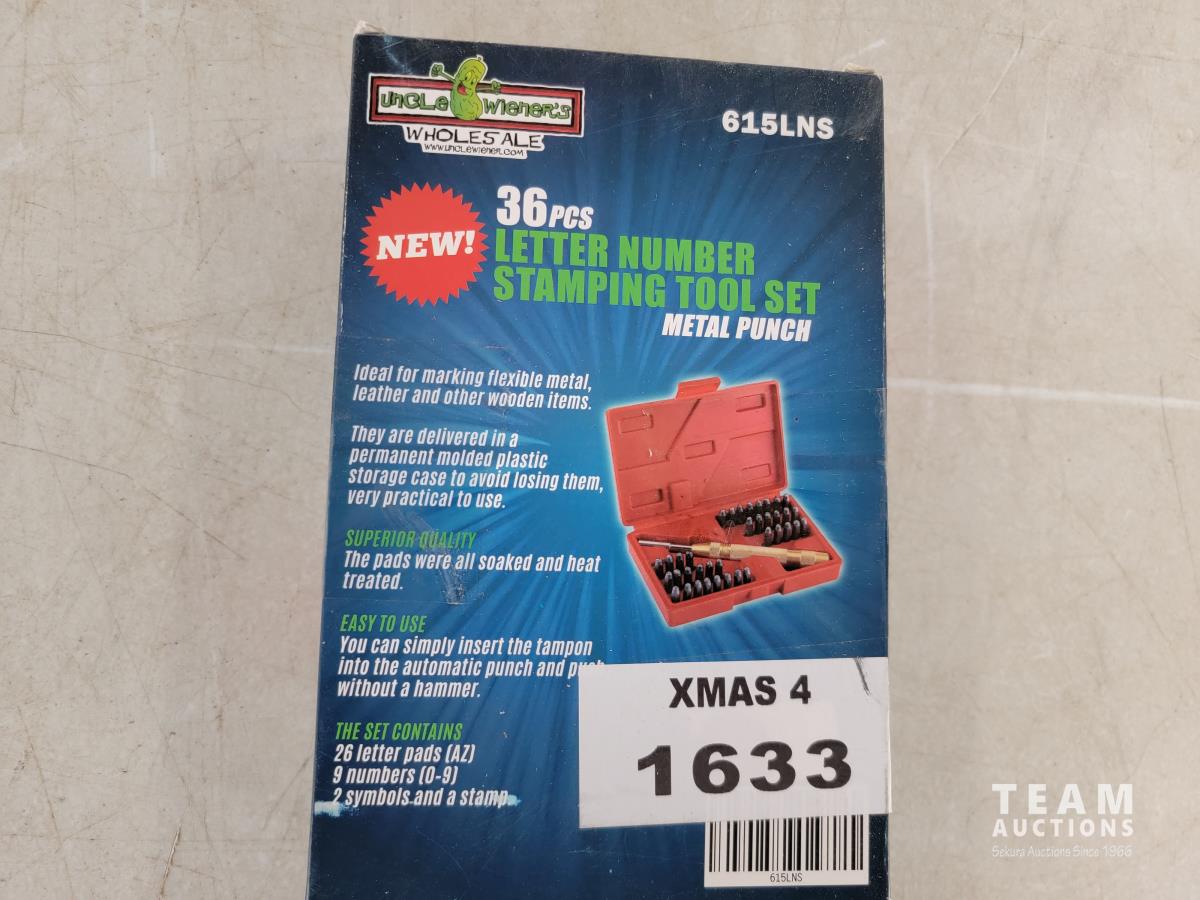 UNCLE WIENER'S
WHOLESALE
WWW.UNCLEWIENER.COM
615LNS
36PCS
NEW!
LETTER NUMBER
STAMPING TOOL SET
METAL PUNCH
Ideal for marking flexible metal,
leather and other wooden items.
They are delivered in a
permanent molded plastic
storage case to avoid losing them,
very practical to use.
SUPERIOR QUALITY
The pads were all soaked and heat
treated.
EASY TO USE
You can simply insert the tampon
into the automatic punch and
without a hammer.
THE SET CONTAINS
26 letter pads (AZ)
9 numbers (0-9)
2 symbols and a stamp
XMAS 4
1633
615LNS
TEAM
AUCTIONS
Sekura Auctions Since 1966